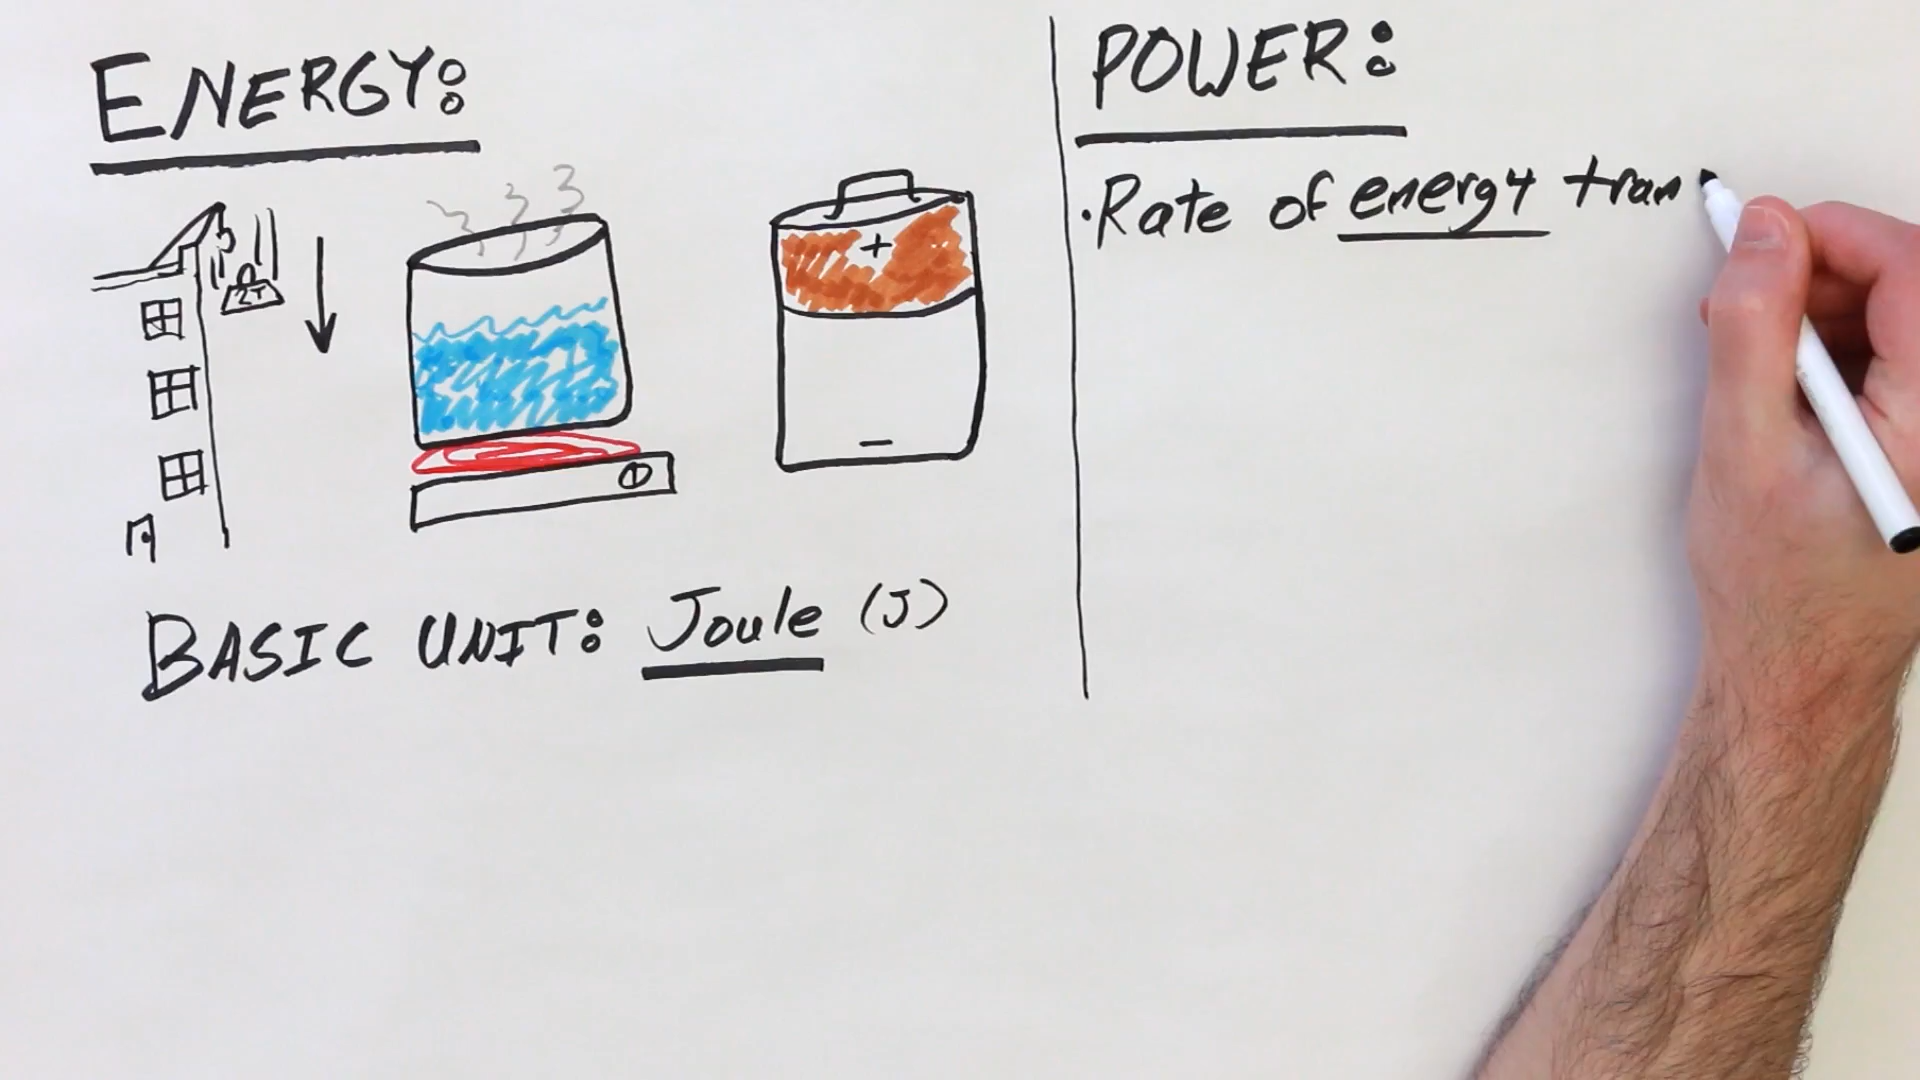 ENERGY:
2T
+
-
BASIC UNIT: Joule (J)
POWER:
·Rate of energy tran